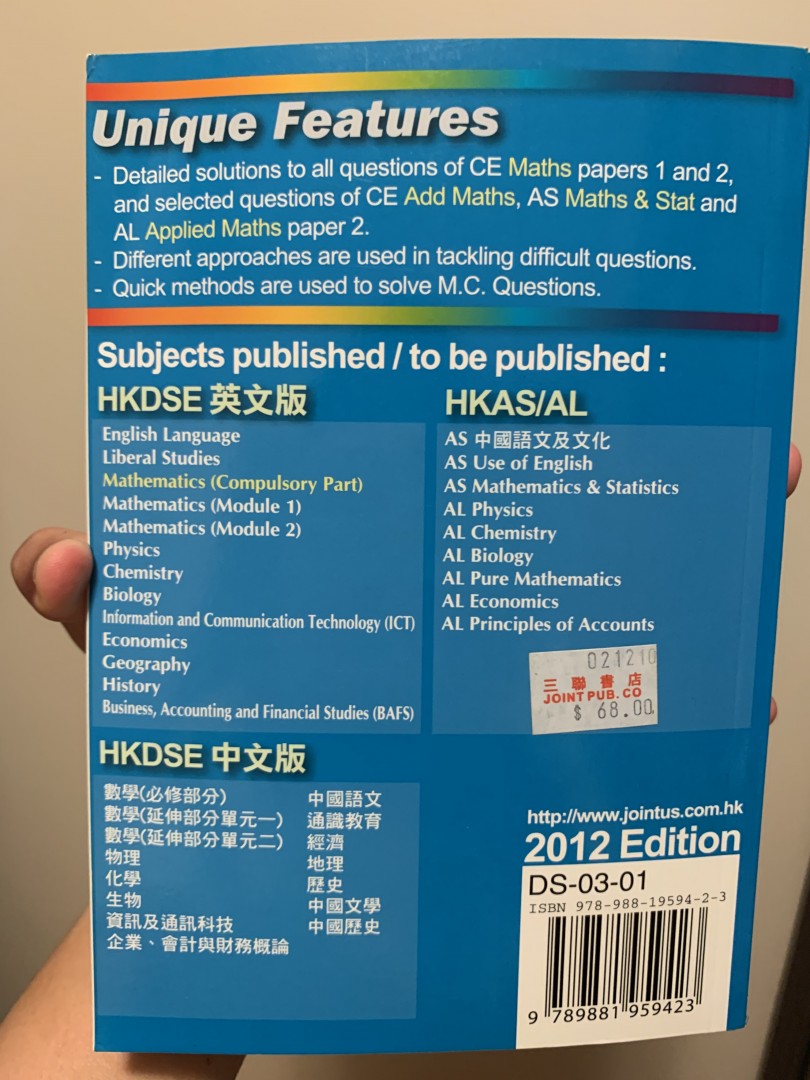 Unique Features
- Detailed solutions to all questions of CE Maths papers 1 and 2,
and selected questions of CE Add Maths, AS Maths & Stat and
AL Applied Maths paper 2.
- Different approaches are used in tackling difficult questions.
- Quick methods are used to solve M.C. Questions.
Subjects published / to be published :
HKDSE 英文版
English Language
Liberal Studies
Mathematics (Compulsory Part)
Mathematics (Module 1)
Mathematics (Module 2)
Physics
Chemistry
Biology
Information and Communication Technology (ICT)
Economics
Geography
History
Business, Accounting and Financial Studies (BAFS)
HKAS/AL
AS 中國語文及文化
AS Use of English
AS Mathematics & Statistics
AL Physics
AL Chemistry
AL Biology
AL Pure Mathematics
AL Economics
AL Principles of Accounts
021210
三聯書店
JOINT PUB. CO
$ 68.00
HKDSE 中文版
數學(必修部分)
數學(延伸部分單元一)
數學(延伸部分單元二)
物理
化學
生物
資訊及通訊科技
企業、會計與財務概論
中國語文
通識教育
經濟
地理
歷史
中國文學
中國歷史
http://www.jointus.com.hk
2012 Edition
DS-03-01
ISBN 978-988-19594-2-3
9 789881 959423